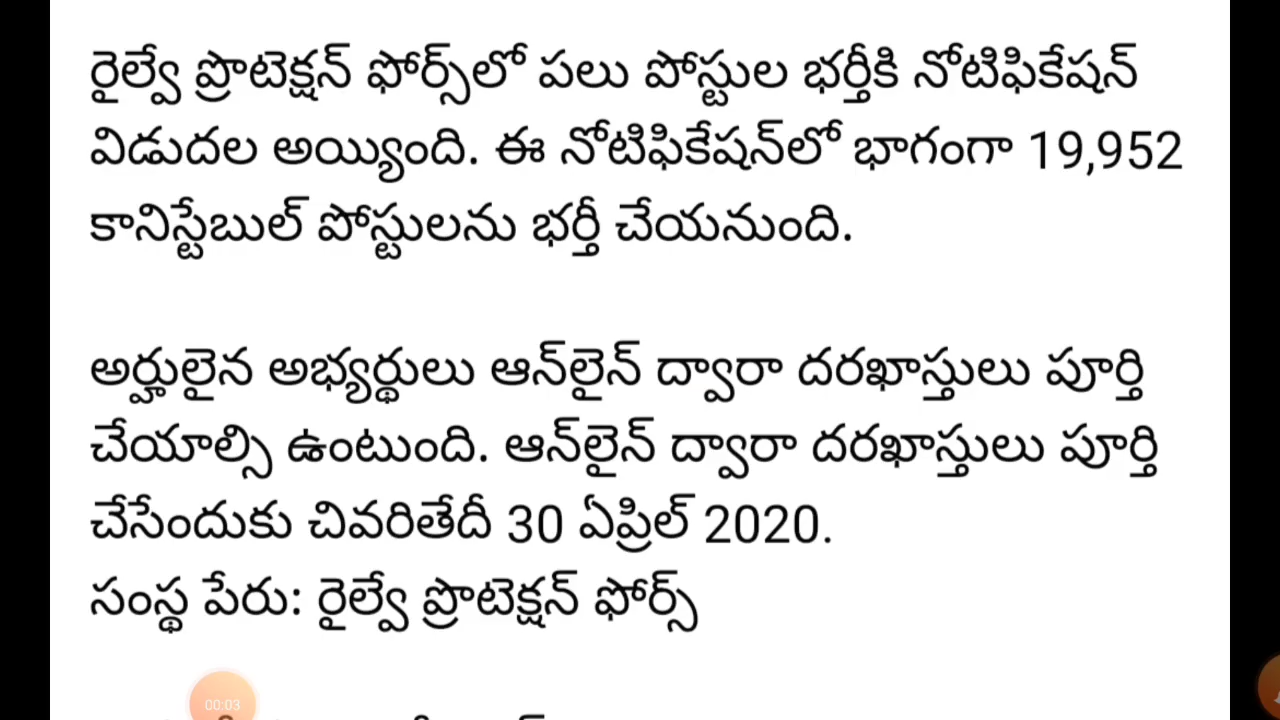 రైల్వే ప్రొటెక్షన్ ఫోర్స్‌లో పలు పోస్టుల భర్తీకి నోటిఫికేషన్
విడుదల అయ్యింది. ఈ నోటిఫికేషన్‌లో భాగంగా 19,952
కానిస్టేబుల్ పోస్టులను భర్తీ చేయనుంది.
అర్హులైన అభ్యర్థులు ఆన్‌లైన్ ద్వారా దరఖాస్తులు పూర్తి
చేయాల్సి ఉంటుంది. ఆన్‌లైన్ ద్వారా దరఖాస్తులు పూర్తి
చేసేందుకు చివరితేదీ 30 ఏప్రిల్ 2020.
సంస్థ పేరు: రైల్వే ప్రొటెక్షన్ ఫోర్స్
00:03